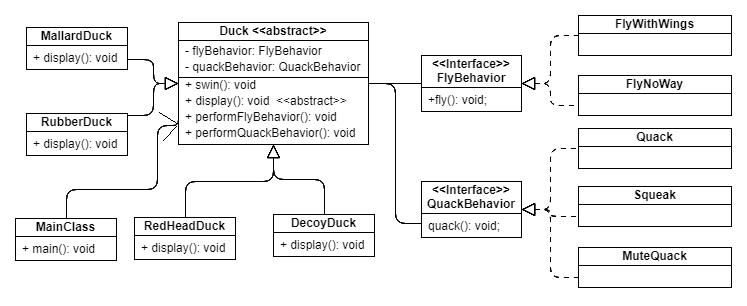 MallardDuck
+ display(): void
RubberDuck
+ display(): void
MainClass
+ main(): void
Duck <<abstract>>
- flyBehavior: FlyBehavior
- quackBehavior: QuackBehavior
+ swin(): void
+ display(): void <<abstract>>
+ performFlyBehavior(): void
+ performQuackBehavior(): void
RedHeadDuck
+ display(): void
DecoyDuck
+ display(): void
<<Interface>>
FlyBehavior
+fly(): void;
<<Interface>>
QuackBehavior
quack(): void;
FlyWithWings
FlyNoWay
Quack
Squeak
MuteQuack